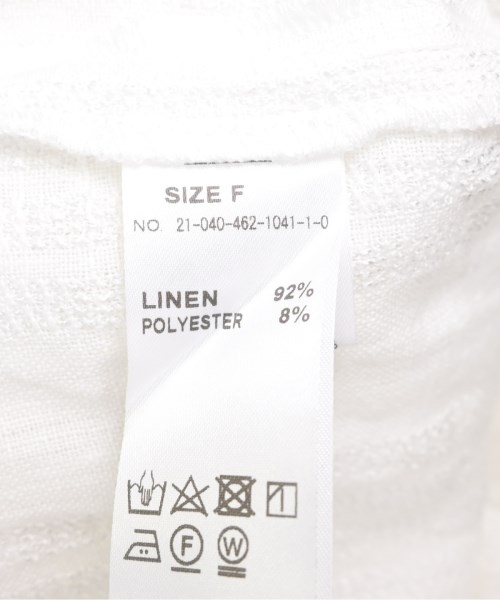 SIZE F
NO. 21-040-462-1041-1-0
LINEN 92%
POLYESTER 8%
F W